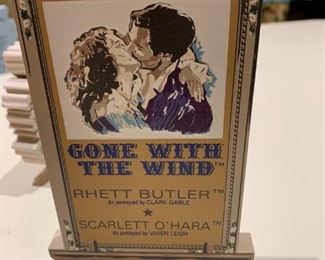 GONE WITH
THE WIND™
RHETT BUTLER™
As portrayed by CLARK GABLE
★
SCARLETT O'HARA™
As portrayed by VIVIEN LEIGH